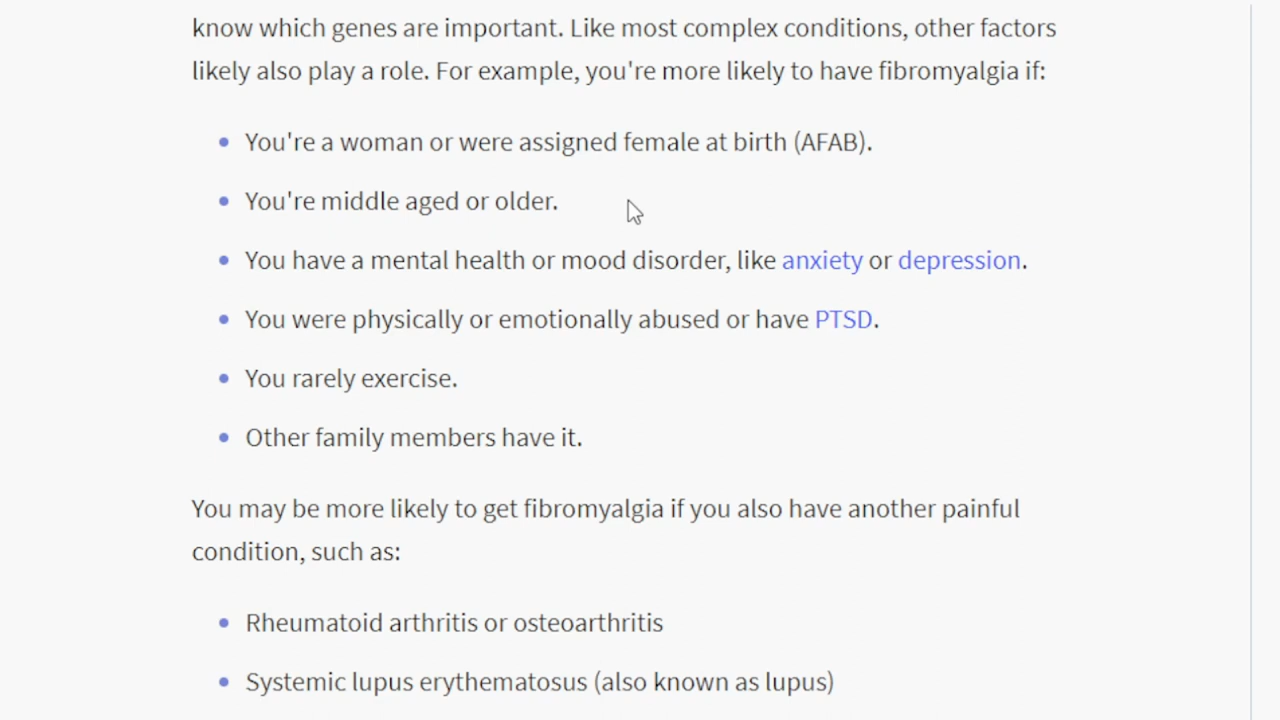 know which genes are important. Like most complex conditions, other factors
likely also play a role. For example, you're more likely to have fibromyalgia if:
You're a woman or were assigned female at birth (AFAB).
You're middle aged or older.
You have a mental health or mood disorder, like anxiety or depression.
You were physically or emotionally abused or have PTSD.
You rarely exercise.
Other family members have it.
You may be more likely to get fibromyalgia if you also have another painful
condition, such as:
Rheumatoid arthritis or osteoarthritis
Systemic lupus erythematosus (also known as lupus)